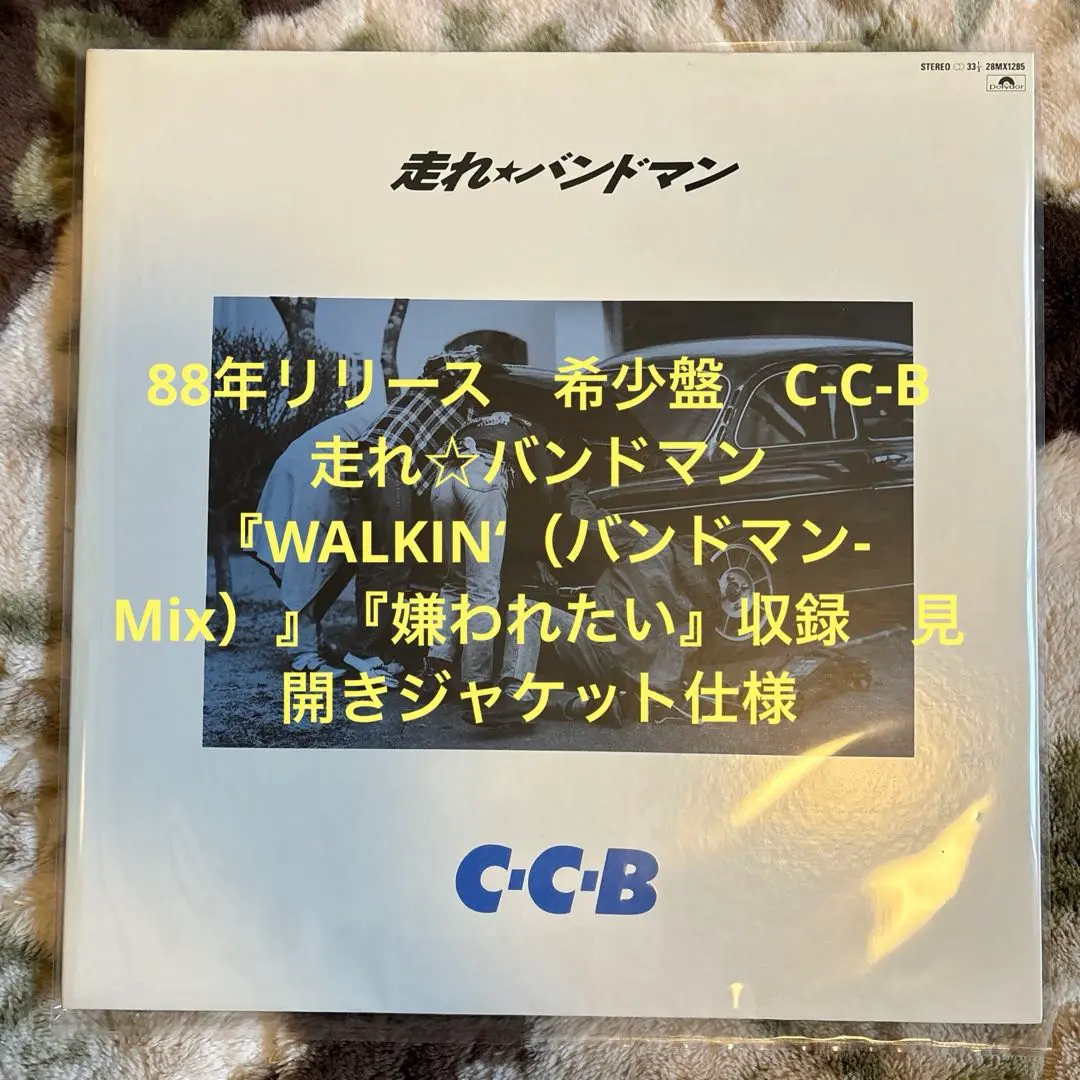 STEREO 33⅓ 28MX1285
polydor
走れ★バンドマン
88年リリース　希少盤　C-C-B
走れ☆バンドマン
『WALKIN‘（バンドマン-
Mix）』『嫌われたい』収録　見
開きジャケット仕様
C-C-B